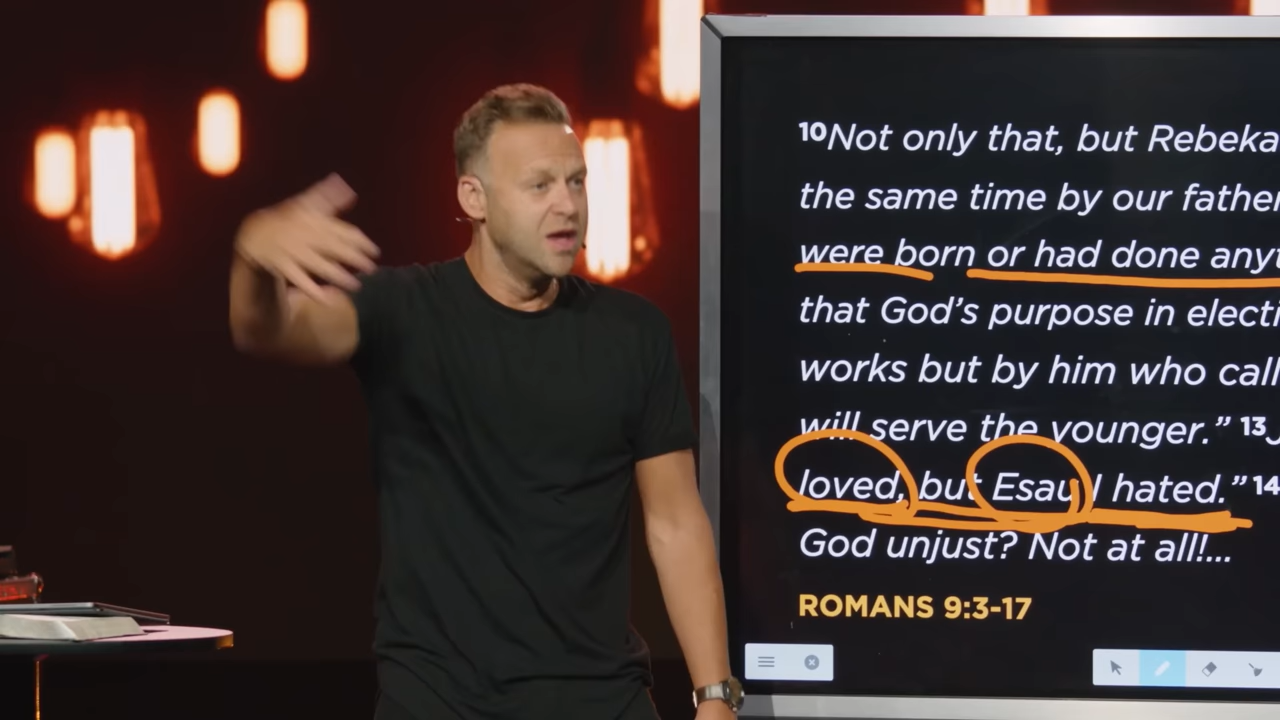 10Not only that, but Rebeka
the same time by our father
were born or had done anyt
that God's purpose in electi
works but by him who call
will serve the younger." 13J
loved, but Esau I hated." 14
God unjust? Not at all!...
ROMANS 9:3-17